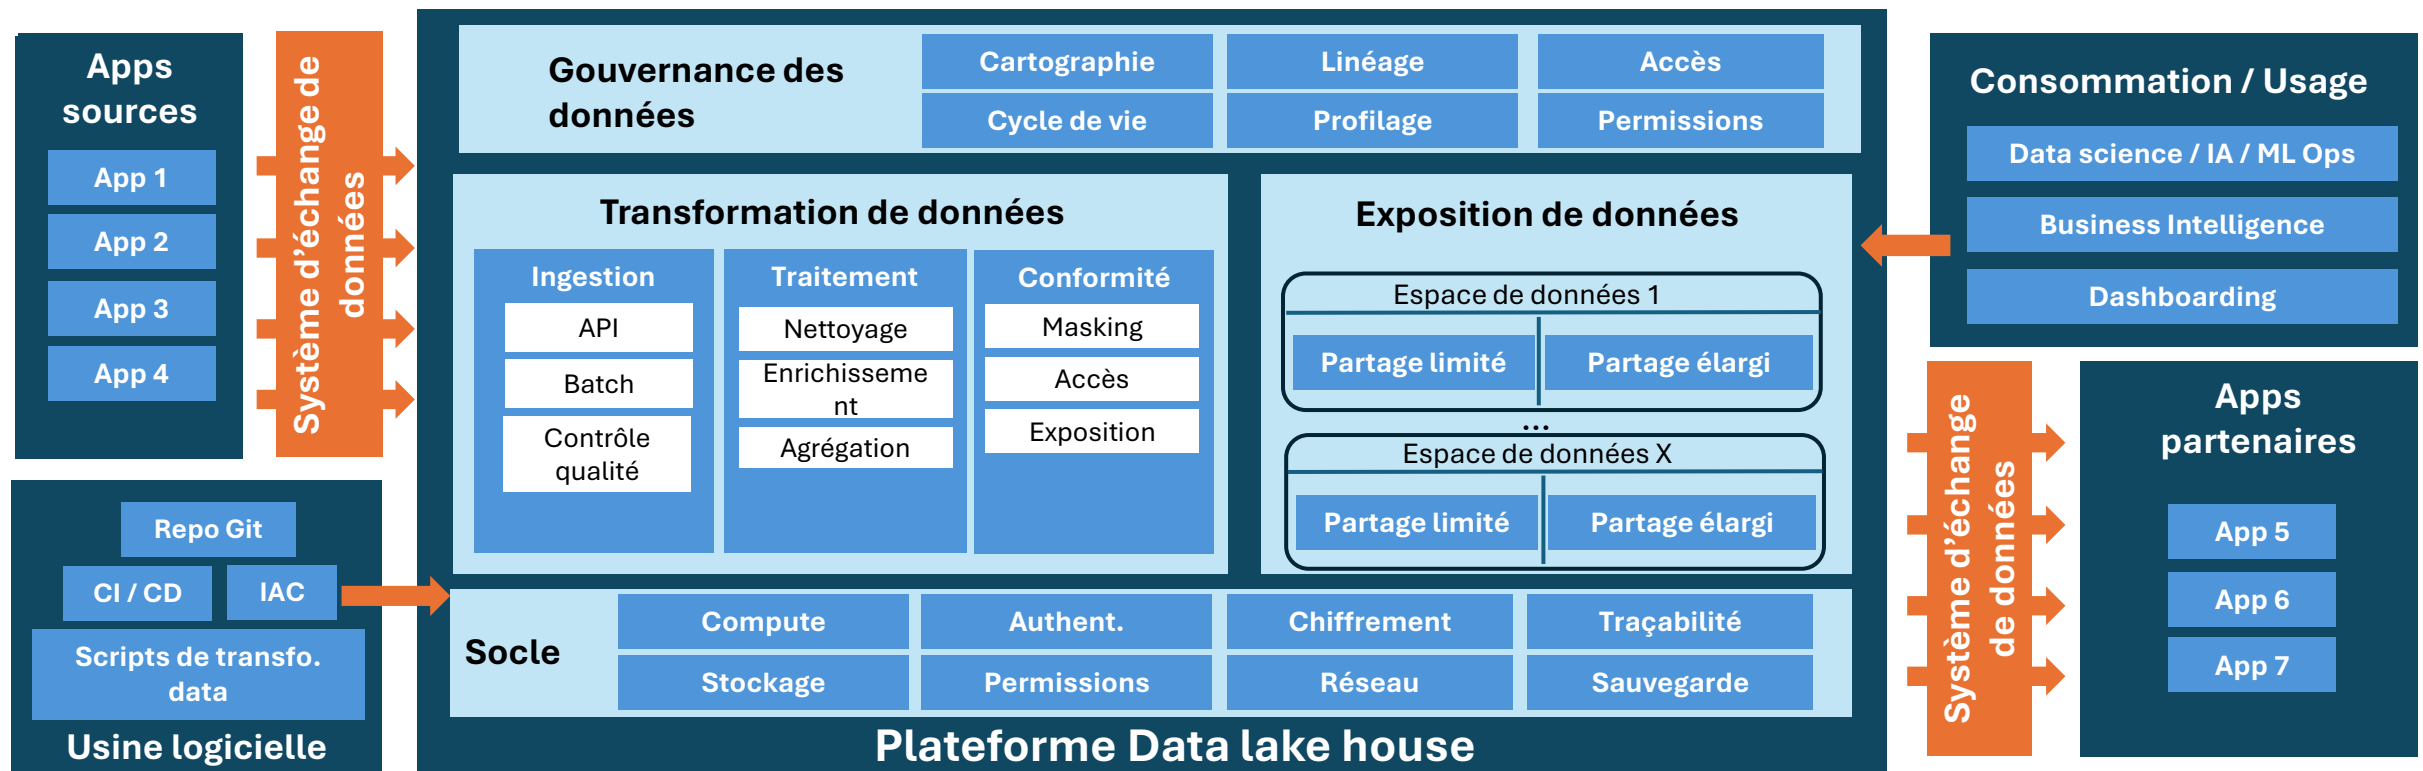 Apps
sources
App 1
App 2
App 3
App 4
Système d'échange de
données
Repo Git
CI / CD
IAC
Scripts de transfo.
data
Usine logicielle
Gouvernance des
données
Cartographie
Linéage
Accès
Cycle de vie
Profilage
Permissions
Transformation de données
Ingestion
API
Batch
Contrôle
qualité
Traitement
Nettoyage
Enrichisseme
nt
Agrégation
Conformité
Masking
Accès
Exposition
Exposition de données
Espace de données 1
Partage limité
Partage élargi
...
Espace de données X
Partage limité
Partage élargi
Socle
Compute
Authent.
Chiffrement
Traçabilité
Stockage
Permissions
Réseau
Sauvegarde
Plateforme Data lake house
Consommation / Usage
Data science / IA / ML Ops
Business Intelligence
Dashboarding
Système d'échange
de données
Apps
partenaires
App 5
App 6
App 7